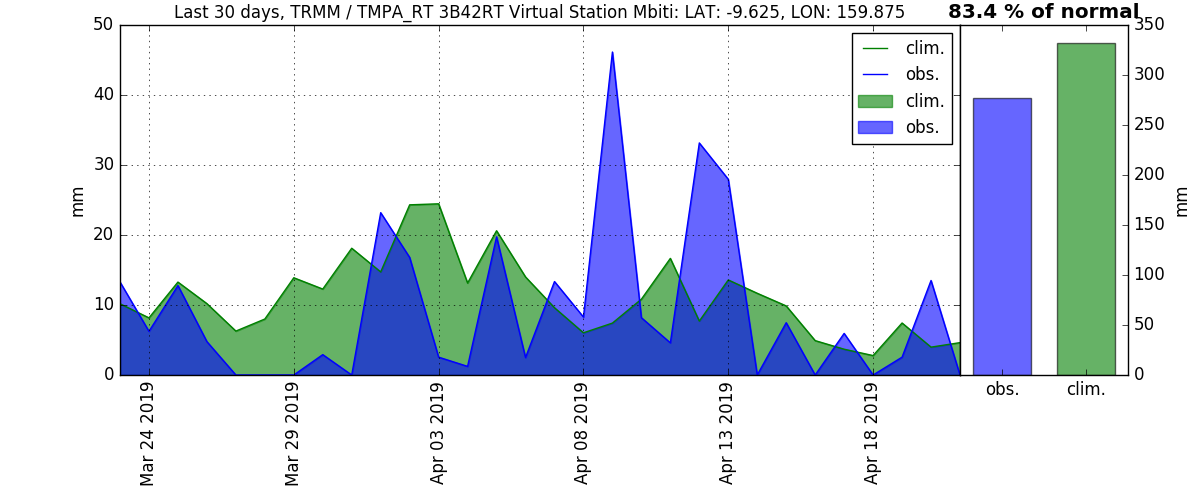 Last 30 days, TRMM / TMPA_RT 3B42RT Virtual Station Mbiti: LAT: -9.625, LON: 159.875
83.4 % of normal
50
40
30
20
10
0
mm
clim.
obs.
clim.
obs.
350
300
250
200
150
100
50
0
mm
obs.
clim.
Mar 24 2019
Mar 29 2019
Apr 03 2019
Apr 08 2019
Apr 13 2019
Apr 18 2019